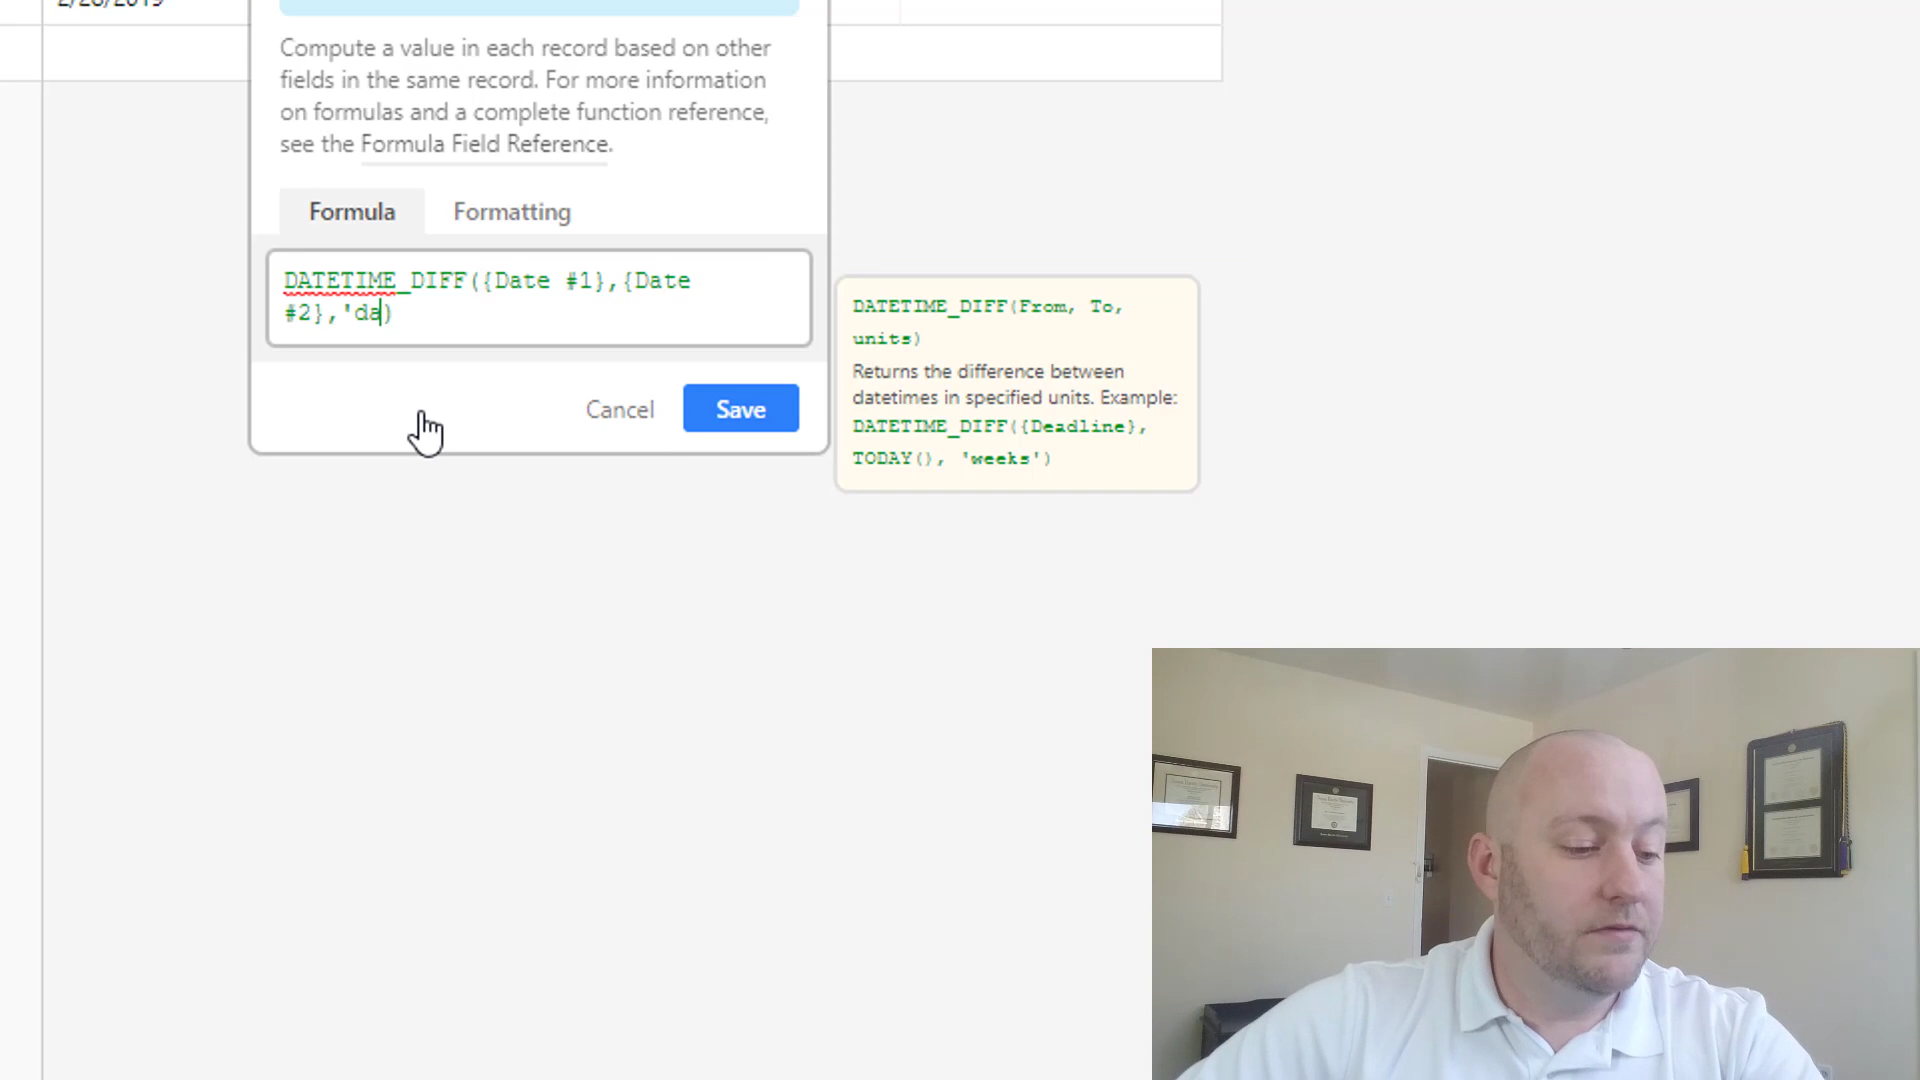 Compute a value in each record based on other
fields in the same record. For more information
on formulas and a complete function reference,
see the Formula Field Reference.
Formula Formatting
DATETIME_DIFF({Date #1},{Date
#2},'da)
Cancel Save
DATETIME_DIFF(From, To,
units)
Returns the difference between
datetimes in specified units. Example:
DATETIME_DIFF({Deadline},
TODAY(), 'weeks')